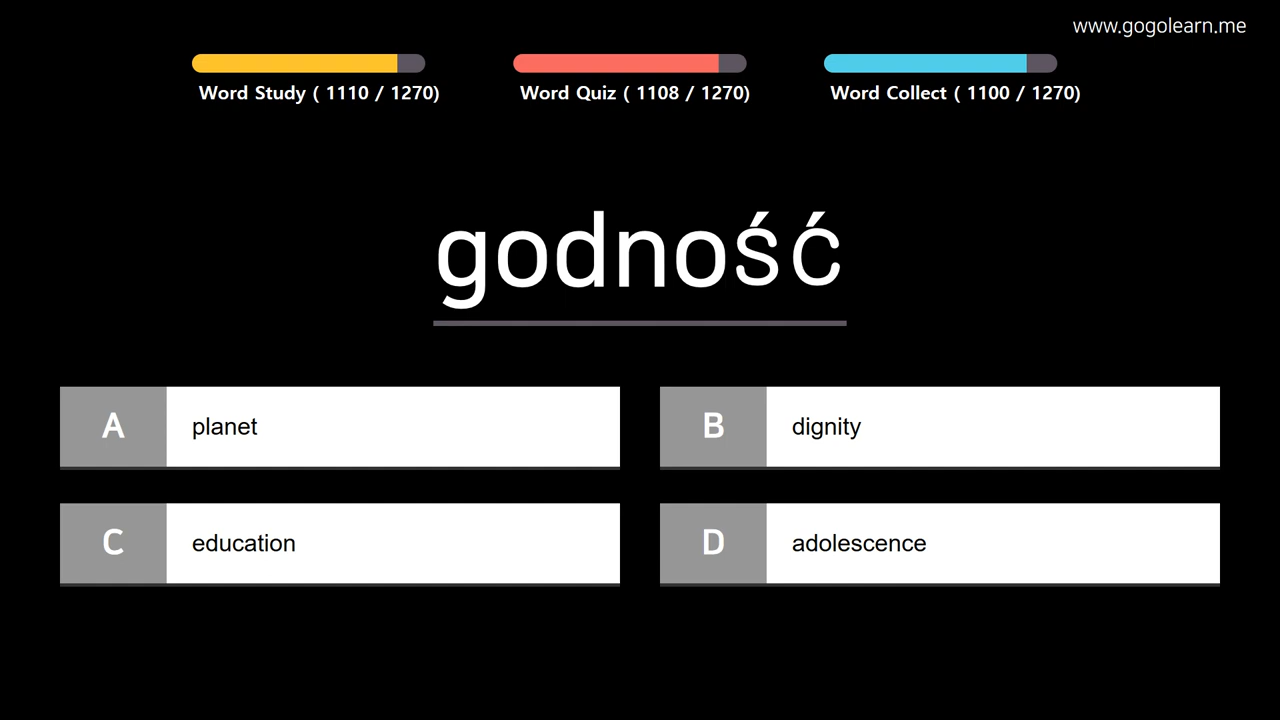 www.gogolearn.me
Word Study ( 1110 / 1270)
Word Quiz ( 1108 / 1270)
Word Collect ( 1100 / 1270)
godność
A planet
B dignity
C education
D adolescence